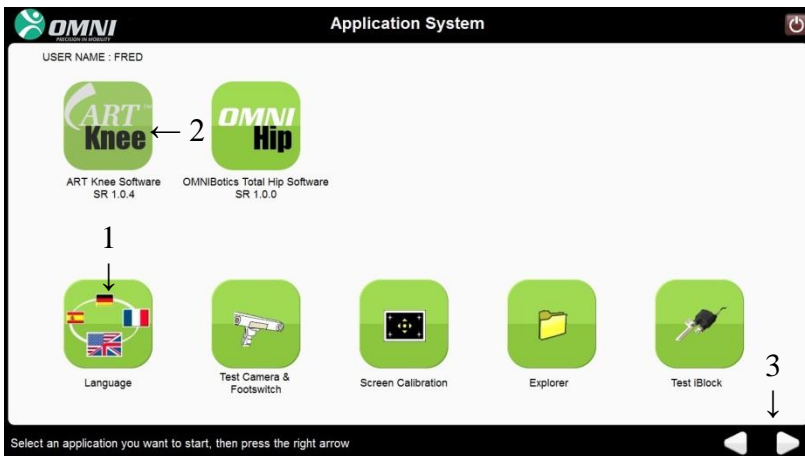 OMNI
PRECISION IN MOBILITY
Application System
USER NAME : FRED
ART™
Knee
← 2
OMNI
Hip
ART Knee Software
SR 1.0.4
OMNIBotics Total Hip Software
SR 1.0.0
1
↓
Language
Test Camera &
Footswitch
Screen Calibration
Explorer
Test iBlock
3
↓
Select an application you want to start, then press the right arrow